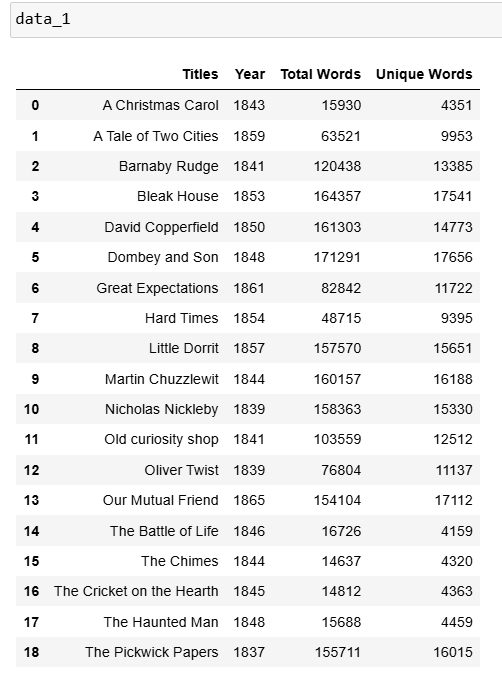 data_1
Titles Year Total Words Unique Words
0 A Christmas Carol 1843 15930 4351
1 A Tale of Two Cities 1859 63521 9953
2 Barnaby Rudge 1841 120438 13385
3 Bleak House 1853 164357 17541
4 David Copperfield 1850 161303 14773
5 Dombey and Son 1848 171291 17656
6 Great Expectations 1861 82842 11722
7 Hard Times 1854 48715 9395
8 Little Dorrit 1857 157570 15651
9 Martin Chuzzlewit 1844 160157 16188
10 Nicholas Nickleby 1839 158363 15330
11 Old curiosity shop 1841 103559 12512
12 Oliver Twist 1839 76804 11137
13 Our Mutual Friend 1865 154104 17112
14 The Battle of Life 1846 16726 4159
15 The Chimes 1844 14637 4320
16 The Cricket on the Hearth 1845 14812 4363
17 The Haunted Man 1848 15688 4459
18 The Pickwick Papers 1837 155711 16015